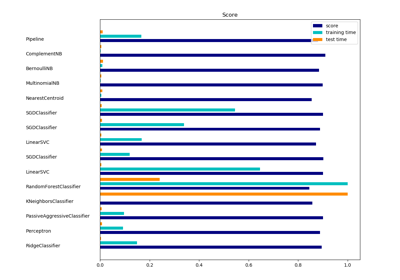 Score
score
training time
test time
Pipeline
ComplementNB
BernoulliNB
MultinomialNB
NearestCentroid
SGDClassifier
SGDClassifier
LinearSVC
SGDClassifier
LinearSVC
RandomForestClassifier
KNeighborsClassifier
PassiveAggressiveClassifier
Perceptron
RidgeClassifier
0.0 0.2 0.4 0.6 0.8 1.0